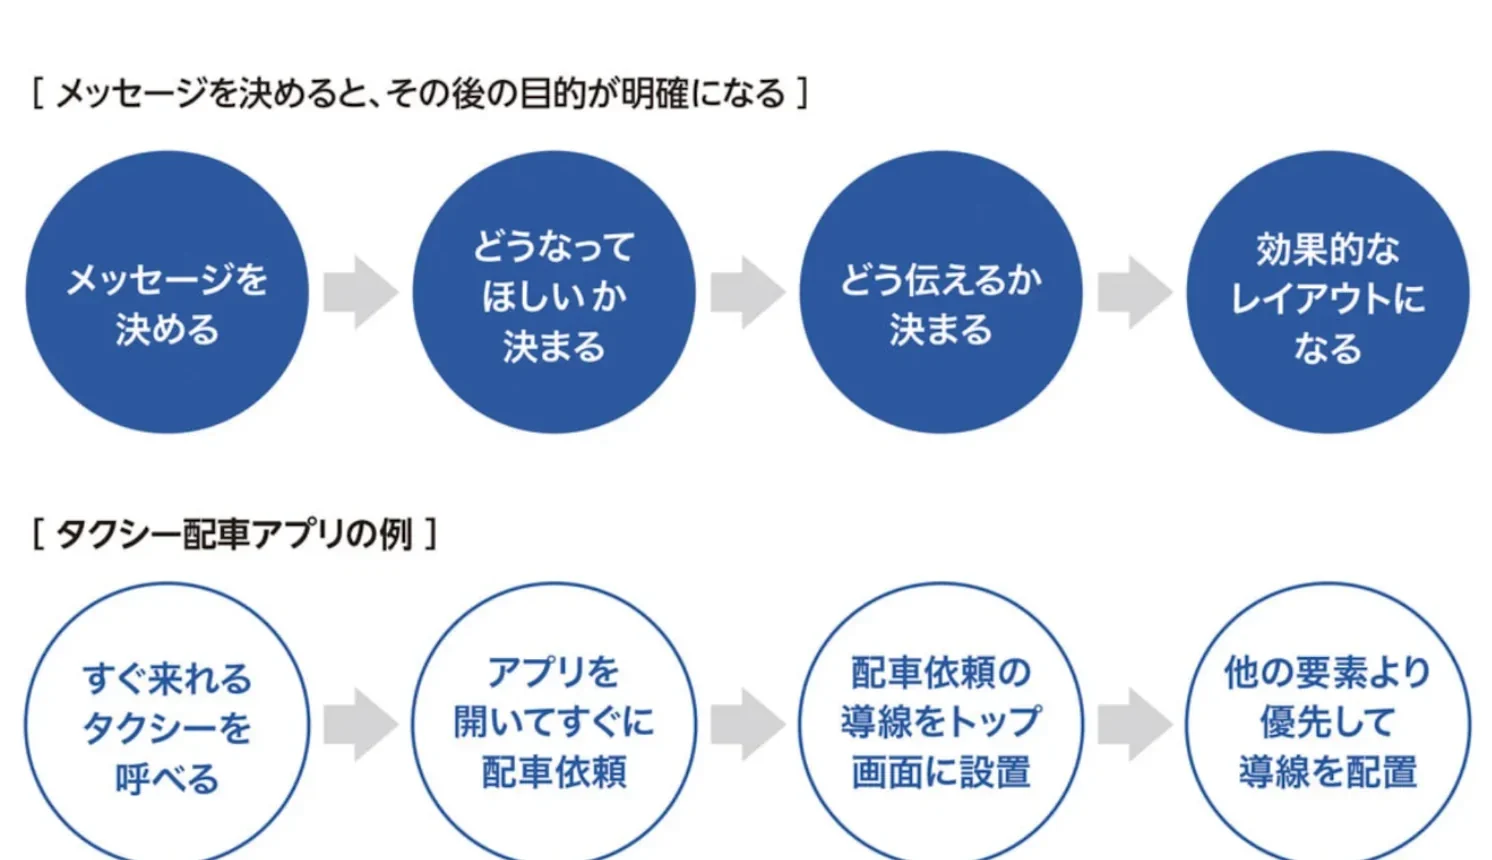 [ メッセージを決めると、その後の目的が明確になる ]
メッセージを
決める
どうなって
ほしいか
決まる
どう伝えるか
決まる
効果的な
レイアウトに
なる
[ タクシー配車アプリの例 ]
すぐ来れる
タクシーを
呼べる
アプリを
開いてすぐに
配車依頼
配車依頼の
導線をトップ
画面に設置
他の要素より
優先して
導線を配置